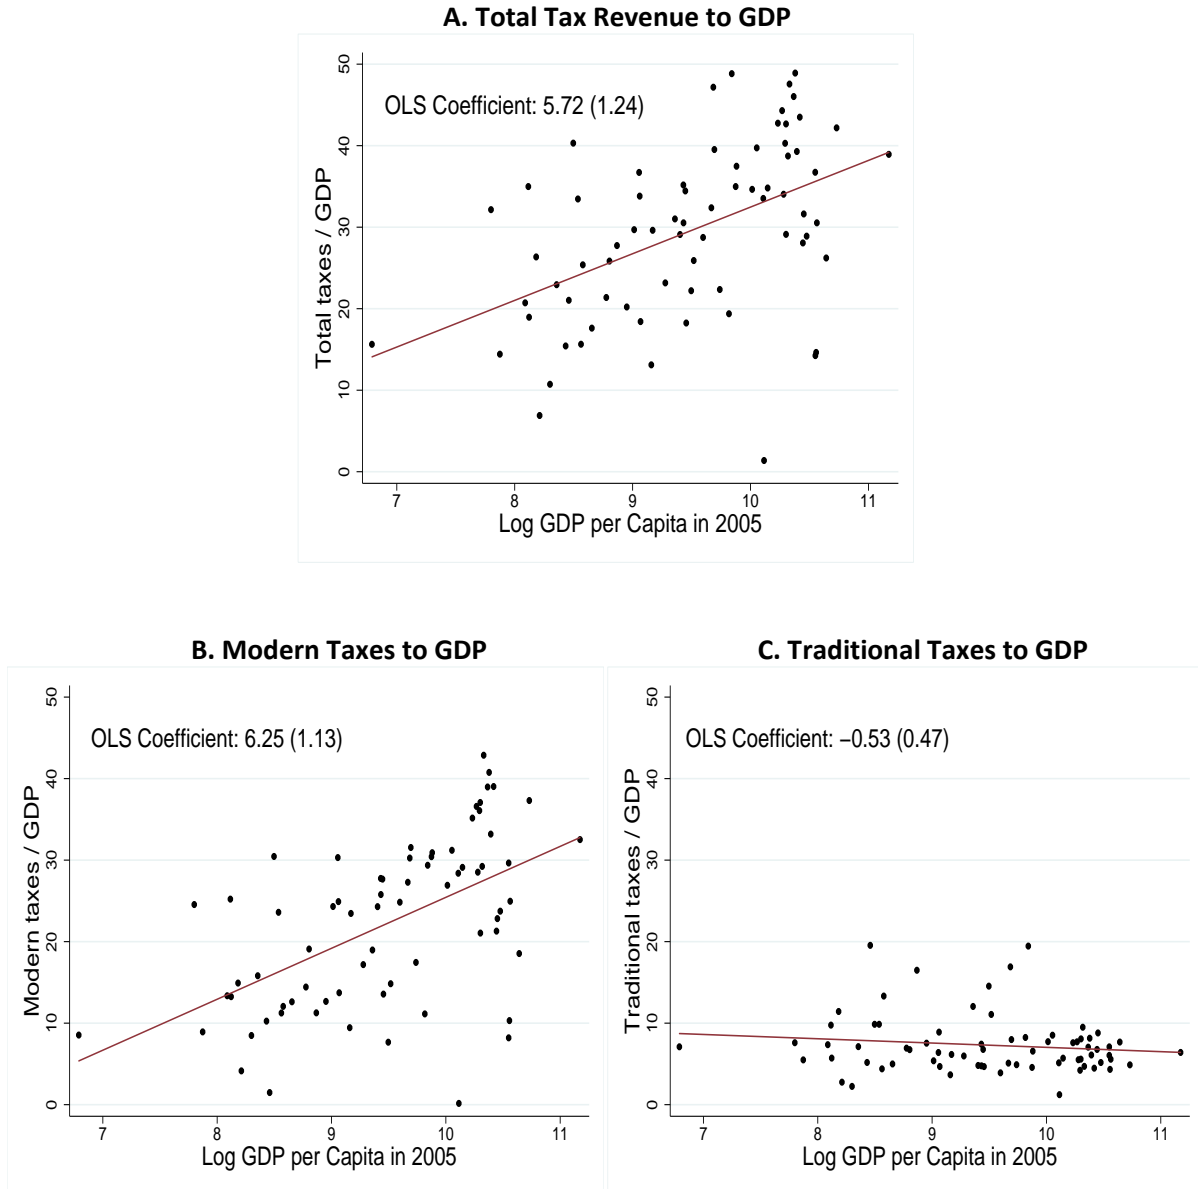 A. Total Tax Revenue to GDP
OLS Coefficient: 5.72 (1.24)
Total taxes / GDP
50
40
30
20
10
0
7 8 9 10 11
Log GDP per Capita in 2005
B. Modern Taxes to GDP
OLS Coefficient: 6.25 (1.13)
Modern taxes / GDP
50
40
30
20
10
0
7 8 9 10 11
Log GDP per Capita in 2005
C. Traditional Taxes to GDP
OLS Coefficient: −0.53 (0.47)
Traditional taxes / GDP
50
40
30
20
10
0
7 8 9 10 11
Log GDP per Capita in 2005